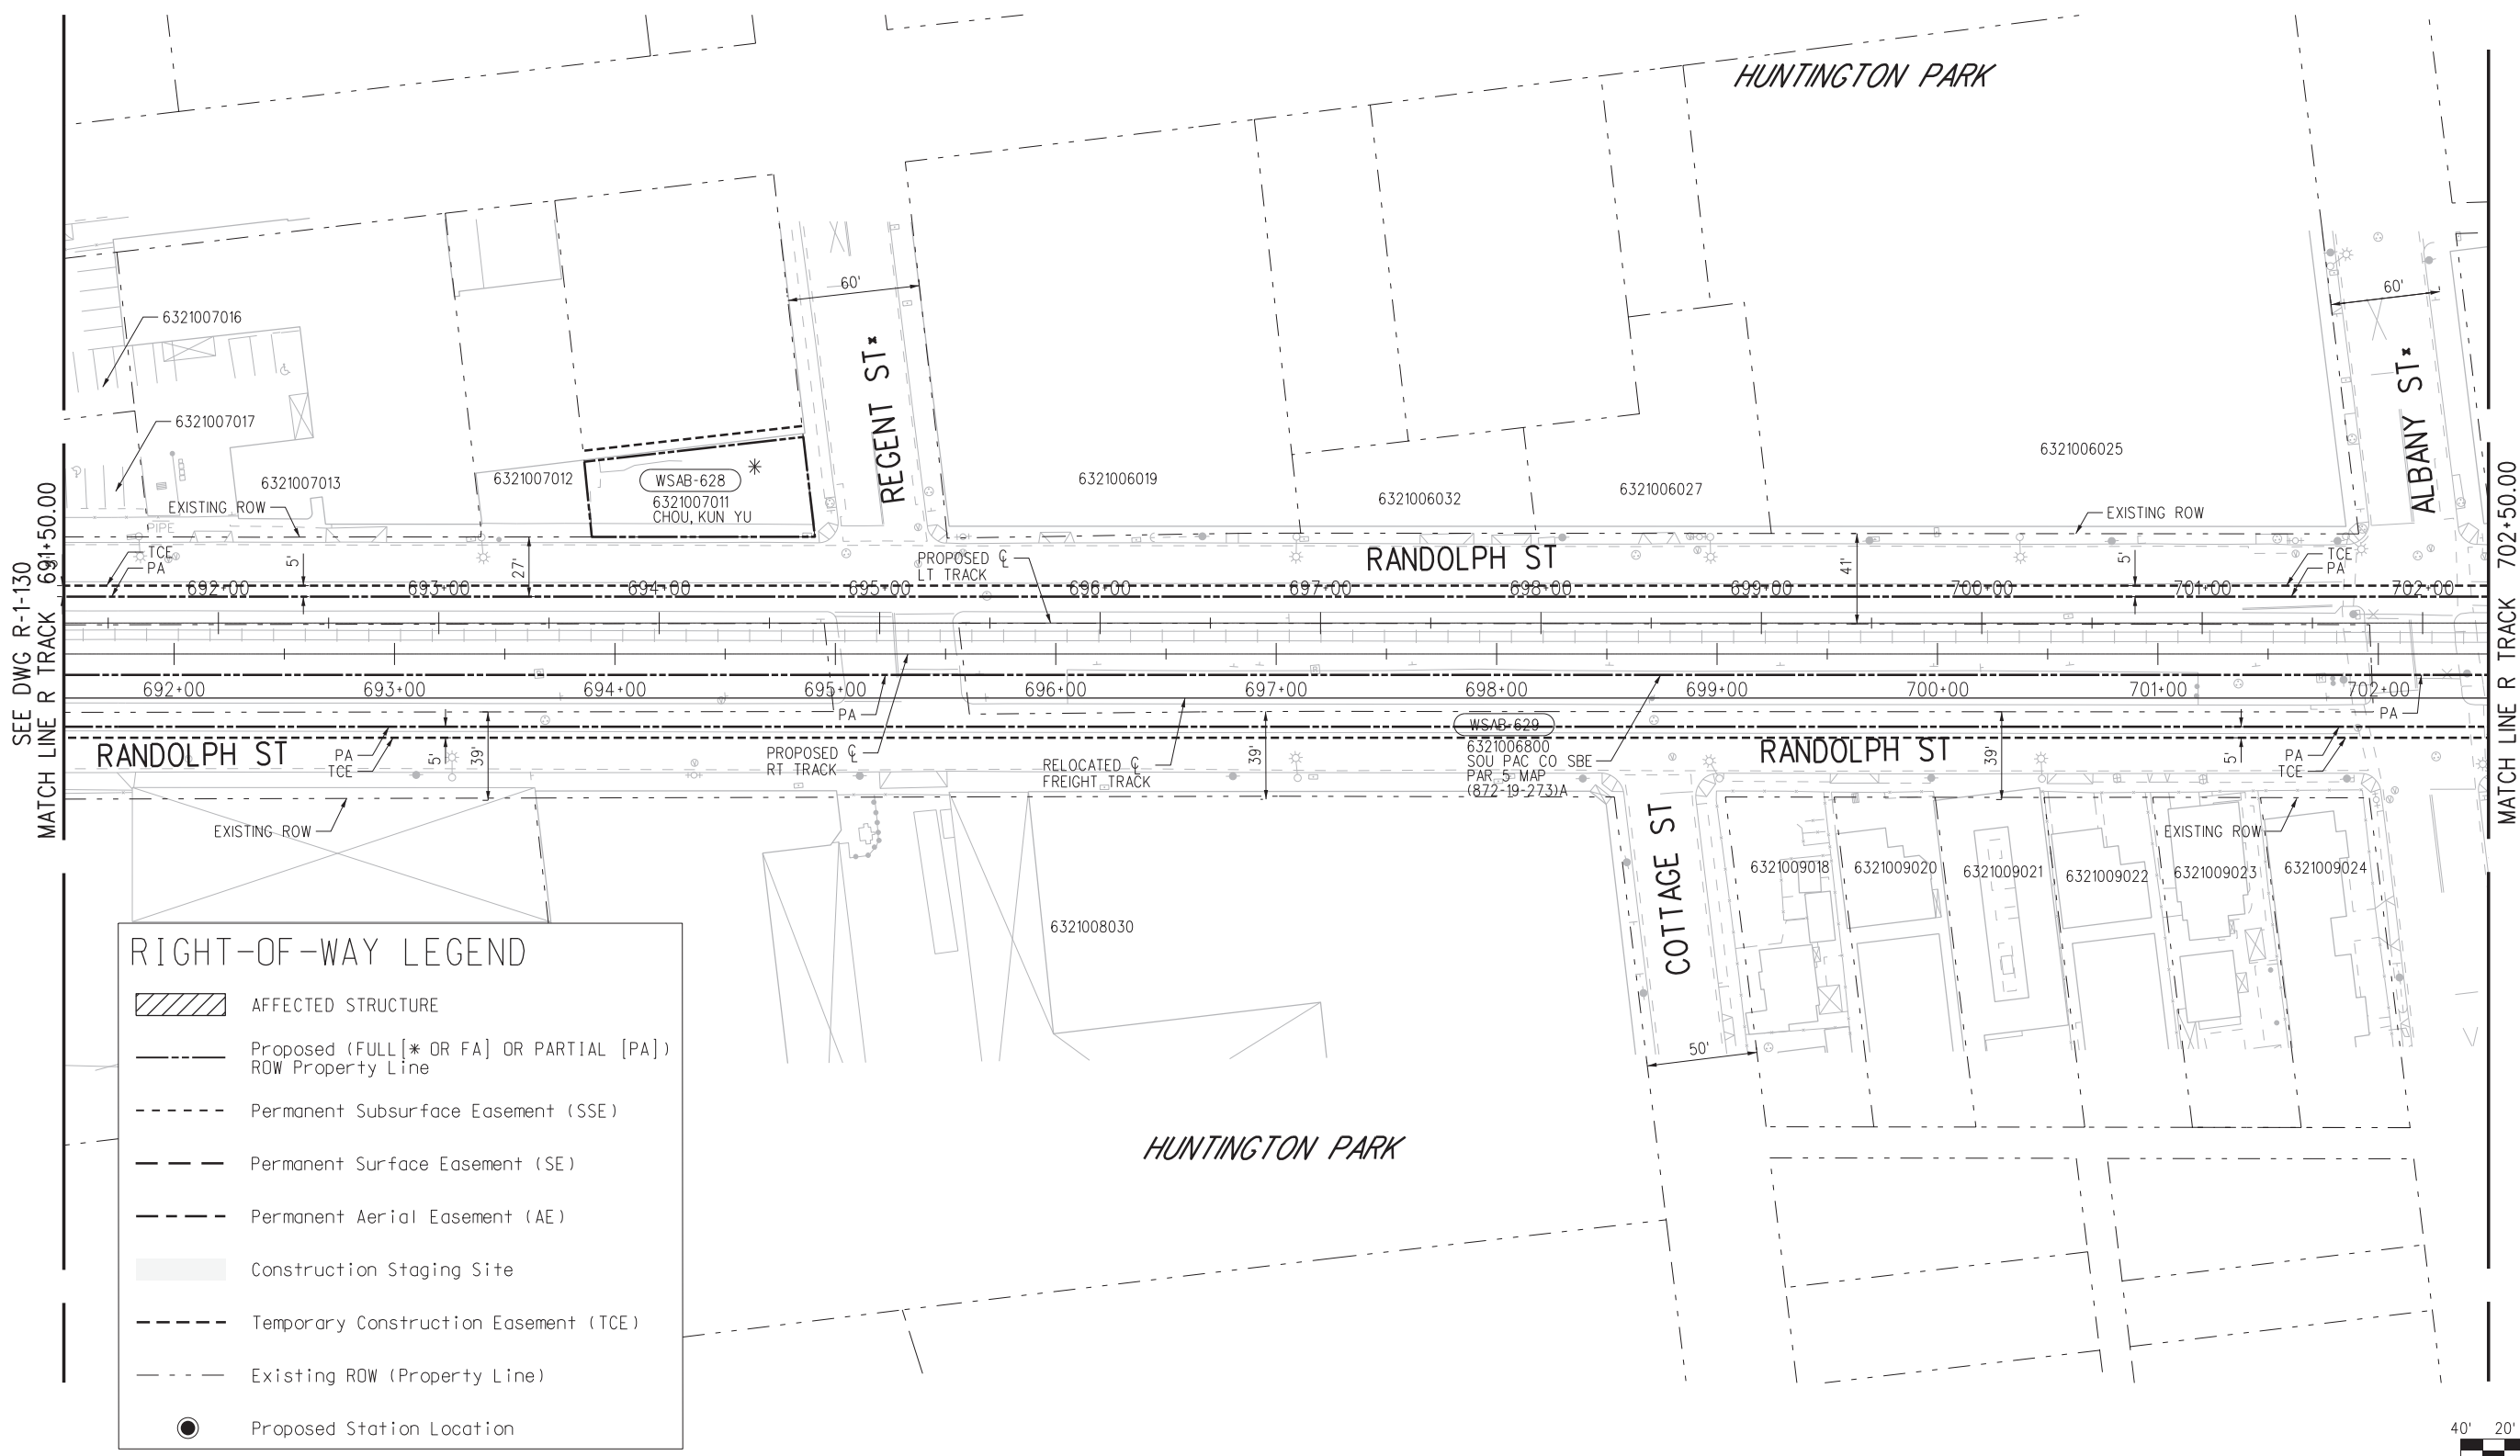 HUNTINGTON PARK
60'
60'
6321007016
REGENT ST*
ALBANY ST*
6321007017
6321007013
6321007012
WSAB-628
*
6321007011
CHOU, KUN YU
6321006019
6321006032
6321006027
6321006025
EXISTING ROW
EXISTING ROW
PIPE
SEE DWG R-1-130
MATCH LINE R TRACK 691+50.00
MATCH LINE R TRACK 702+50.00
TCE
PA
5'
27'
PROPOSED ℄
LT TRACK
RANDOLPH ST
41'
5'
TCE
PA
692+00 693+00 694+00 695+00 696+00 697+00 698+00 699+00 700+00 701+00 702+00
692+00 693+00 694+00 695+00 696+00 697+00 698+00 699+00 700+00 701+00 702+00
PA
PA
RANDOLPH ST
PA
TCE
5'
39'
PROPOSED ℄
RT TRACK
RELOCATED ℄
FREIGHT TRACK
39'
WSAB-629
6321006800
SOU PAC CO SBE
PAR 5 MAP
(872-19-273)A
RANDOLPH ST
39'
5'
PA
TCE
EXISTING ROW
EXISTING ROW
COTTAGE ST
6321009018
6321009020
6321009021
6321009022
6321009023
6321009024
6321008030
50'
HUNTINGTON PARK
RIGHT-OF-WAY LEGEND
AFFECTED STRUCTURE
Proposed (FULL[* OR FA] OR PARTIAL [PA])
ROW Property Line
Permanent Subsurface Easement (SSE)
Permanent Surface Easement (SE)
Permanent Aerial Easement (AE)
Construction Staging Site
Temporary Construction Easement (TCE)
Existing ROW (Property Line)
Proposed Station Location
40' 20'